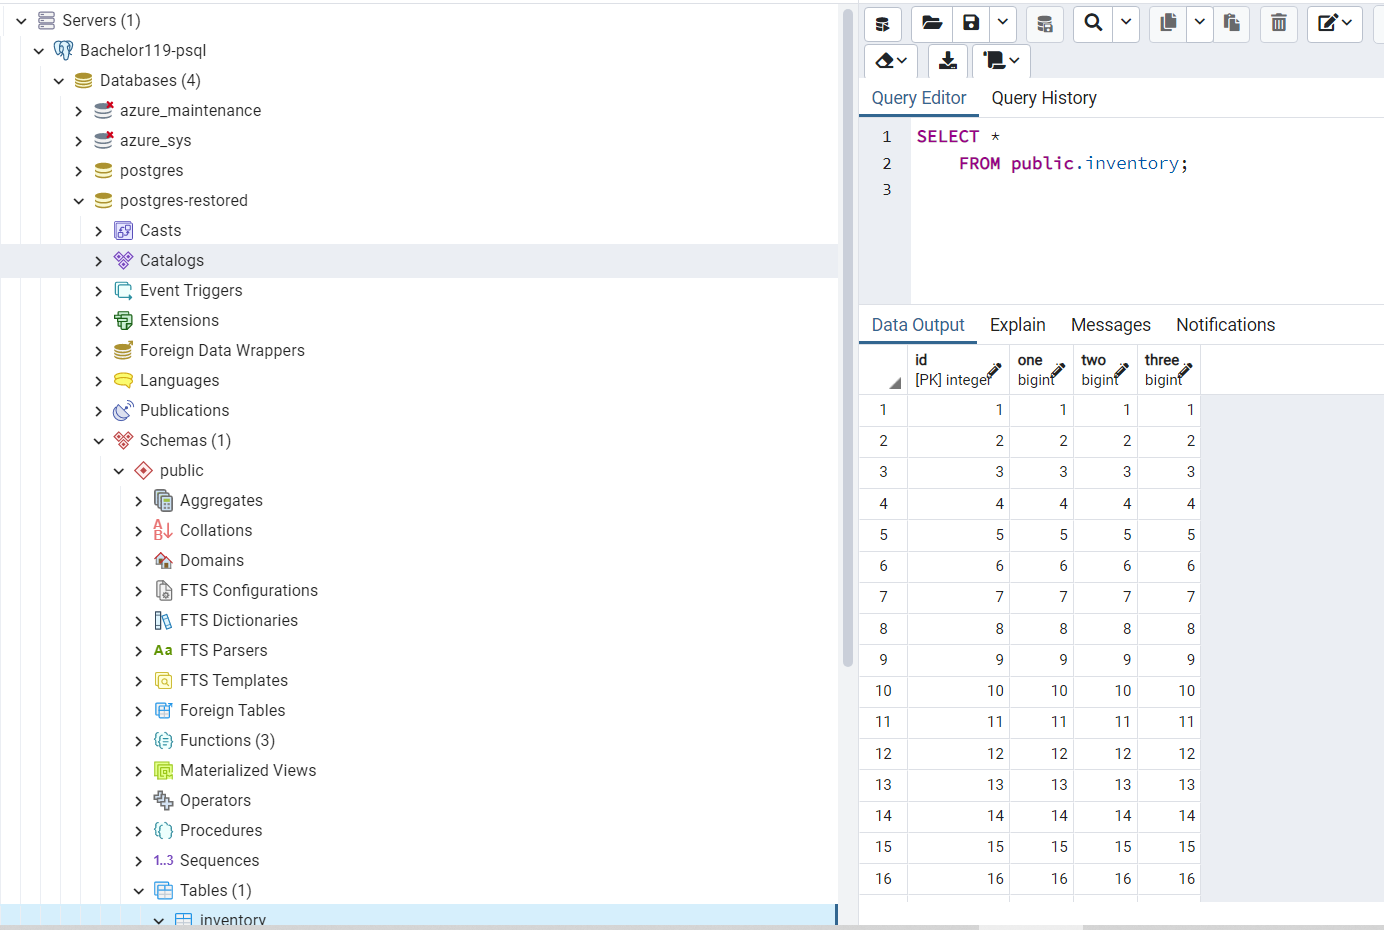 Servers (1)
Bachelor119-psql
Databases (4)
azure_maintenance
azure_sys
postgres
postgres-restored
Casts
Catalogs
Event Triggers
Extensions
Foreign Data Wrappers
Languages
Publications
Schemas (1)
public
Aggregates
Collations
Domains
FTS Configurations
FTS Dictionaries
Aa FTS Parsers
FTS Templates
Foreign Tables
Functions (3)
Materialized Views
Operators
Procedures
1..3 Sequences
Tables (1)
inventory
Query Editor Query History
1 SELECT *
2 FROM public.inventory;
3
Data Output Explain Messages Notifications
id one two three
[PK] integer bigint bigint bigint
1 1 1 1 1
2 2 2 2 2
3 3 3 3 3
4 4 4 4 4
5 5 5 5 5
6 6 6 6 6
7 7 7 7 7
8 8 8 8 8
9 9 9 9 9
10 10 10 10 10
11 11 11 11 11
12 12 12 12 12
13 13 13 13 13
14 14 14 14 14
15 15 15 15 15
16 16 16 16 16